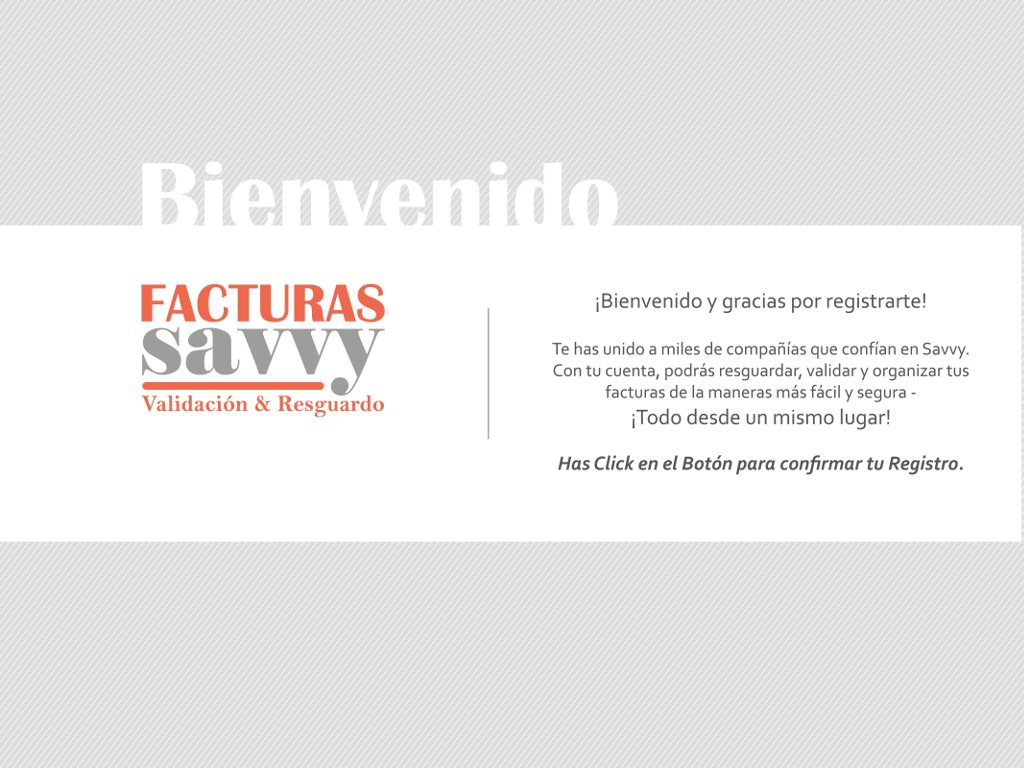 Bienvenido
FACTURAS
savvy
Validación & Resguardo
¡Bienvenido y gracias por registrarte!
Te has unido a miles de compañías que confían en Savvy.
Con tu cuenta, podrás resguardar, validar y organizar tus
facturas de la maneras más fácil y segura -
¡Todo desde un mismo lugar!
Has Click en el Botón para confirmar tu Registro.